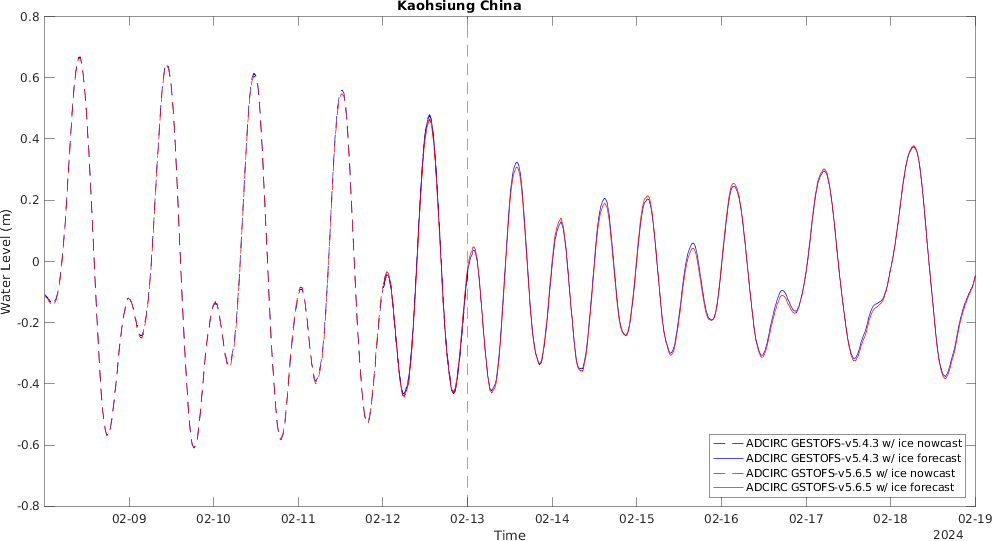 Kaohsiung China
0.8
0.6
0.4
0.2
0
-0.2
-0.4
-0.6
-0.8
Water Level (m)
02-09 02-10 02-11 02-12 02-13 02-14 02-15 02-16 02-17 02-18 02-19
Time
2024
ADCIRC GESTOFS-v5.4.3 w/ ice nowcast
ADCIRC GESTOFS-v5.4.3 w/ ice forecast
ADCIRC GSTOFS-v5.6.5 w/ ice nowcast
ADCIRC GSTOFS-v5.6.5 w/ ice forecast